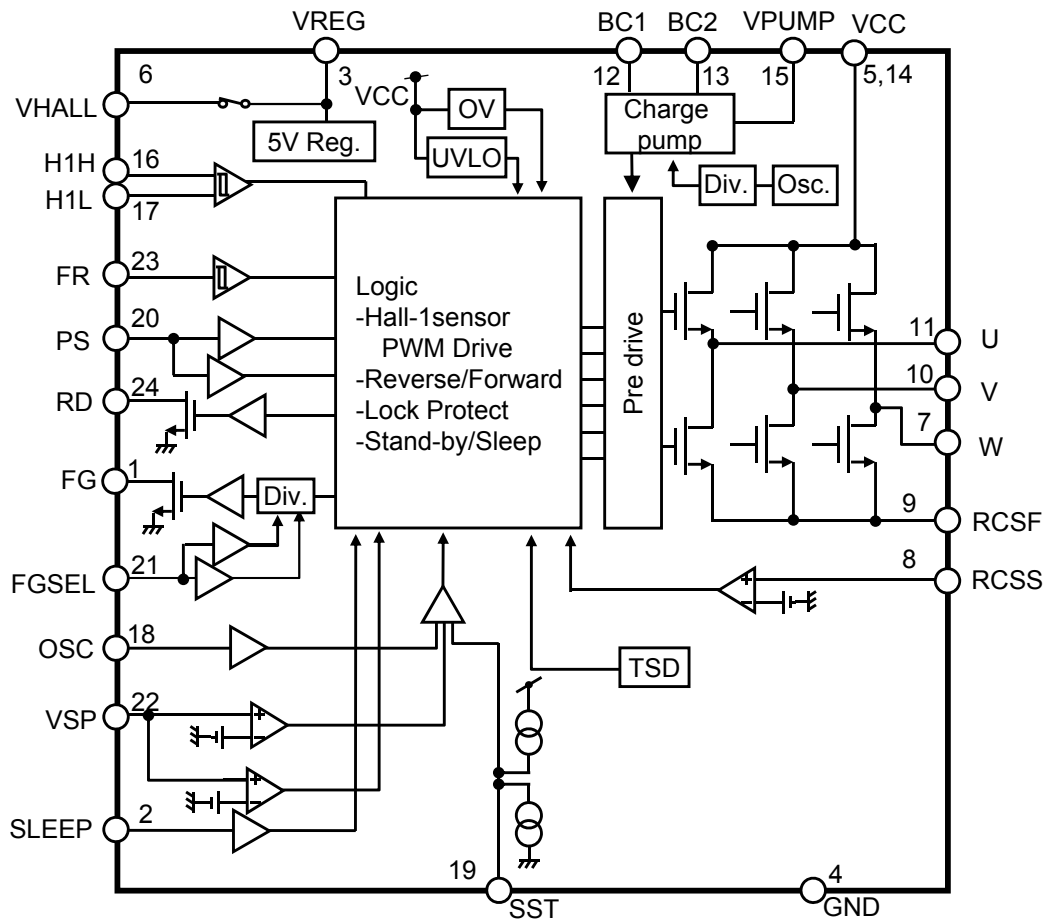 VREG
BC1
BC2
VPUMP
VCC
6
3
12
13
15
5,14
VHALL
VCC
OV
Charge
pump
5V Reg.
UVLO
H1H
16
H1L
17
Div.
Osc.
FR
23
Logic
-Hall-1sensor
PWM Drive
-Reverse/Forward
-Lock Protect
-Stand-by/Sleep
Pre drive
PS
20
11
U
RD
24
10
V
7
W
FG
1
Div.
9
RCSF
FGSEL
21
8
RCSS
+
−
OSC
18
TSD
VSP
22
+
−
+
−
SLEEP
2
19
SST
4
GND